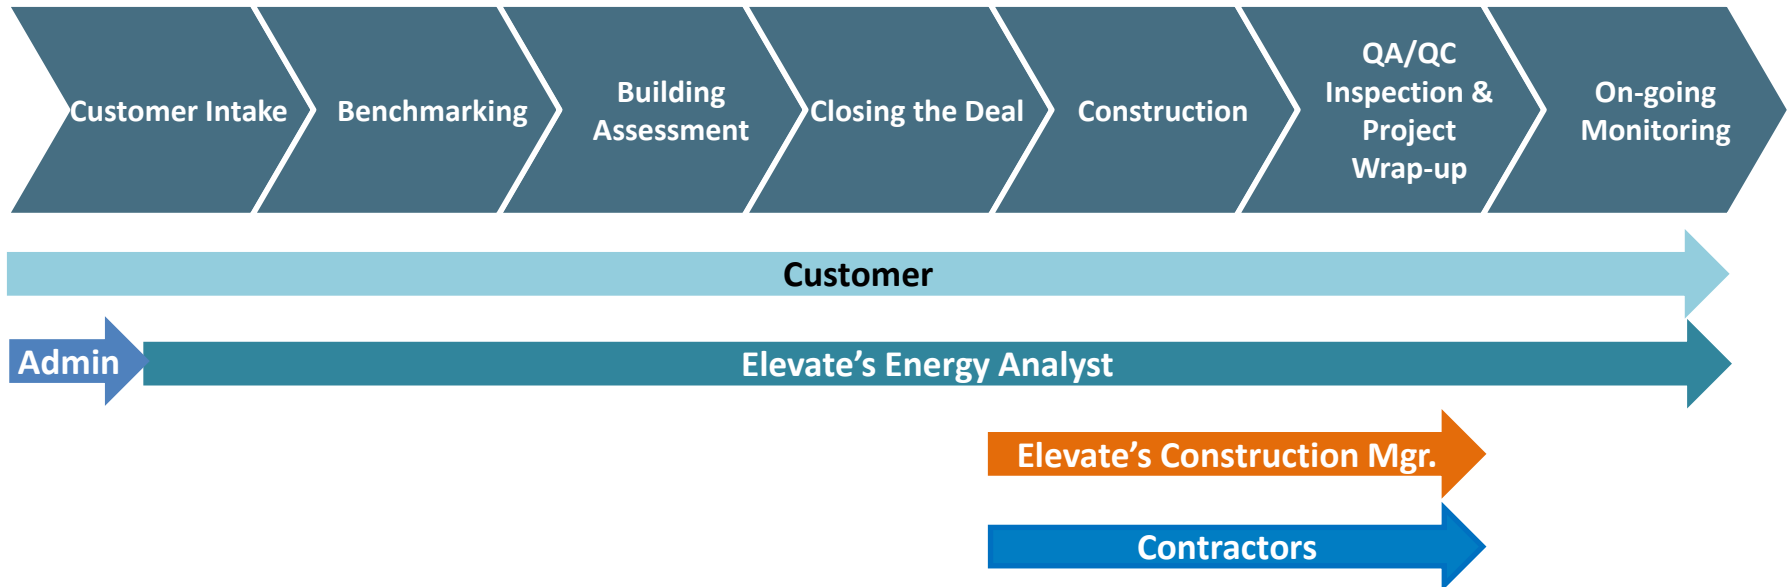 Customer Intake
Benchmarking
Building
Assessment
Closing the Deal
Construction
QA/QC
Inspection &
Project
Wrap-up
On-going
Monitoring
Customer
Admin
Elevate’s Energy Analyst
Elevate’s Construction Mgr.
Contractors